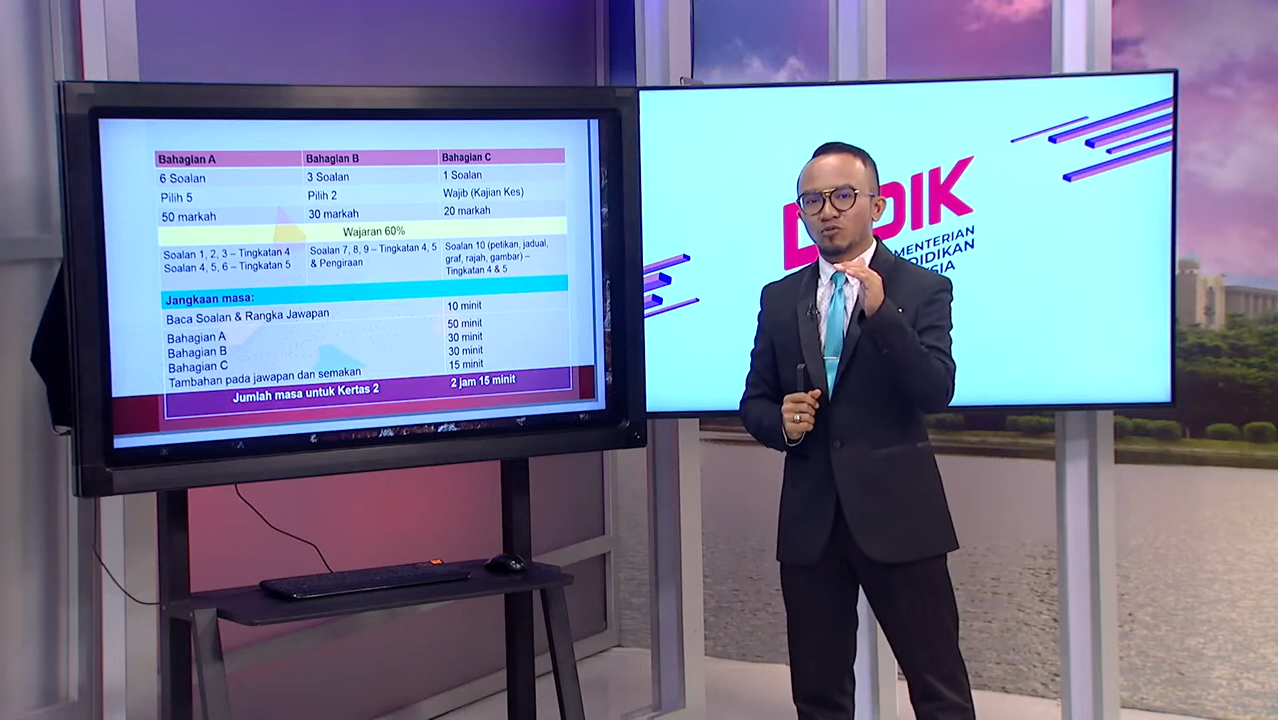 Bahagian A
Bahagian B
Bahagian C
6 Soalan
3 Soalan
1 Soalan
Pilih 5
Pilih 2
Wajib (Kajian Kes)
50 markah
30 markah
20 markah
Wajaran 60%
Soalan 1, 2, 3 – Tingkatan 4
Soalan 4, 5, 6 – Tingkatan 5
Soalan 7, 8, 9 – Tingkatan 4, 5
& Pengiraan
Soalan 10 (petikan, jadual,
graf, rajah, gambar) –
Tingkatan 4 & 5
Jangkaan masa:
Baca Soalan & Rangka Jawapan
10 minit
Bahagian A
50 minit
Bahagian B
30 minit
Bahagian C
30 minit
Tambahan pada jawapan dan semakan
15 minit
Jumlah masa untuk Kertas 2
2 jam 15 minit